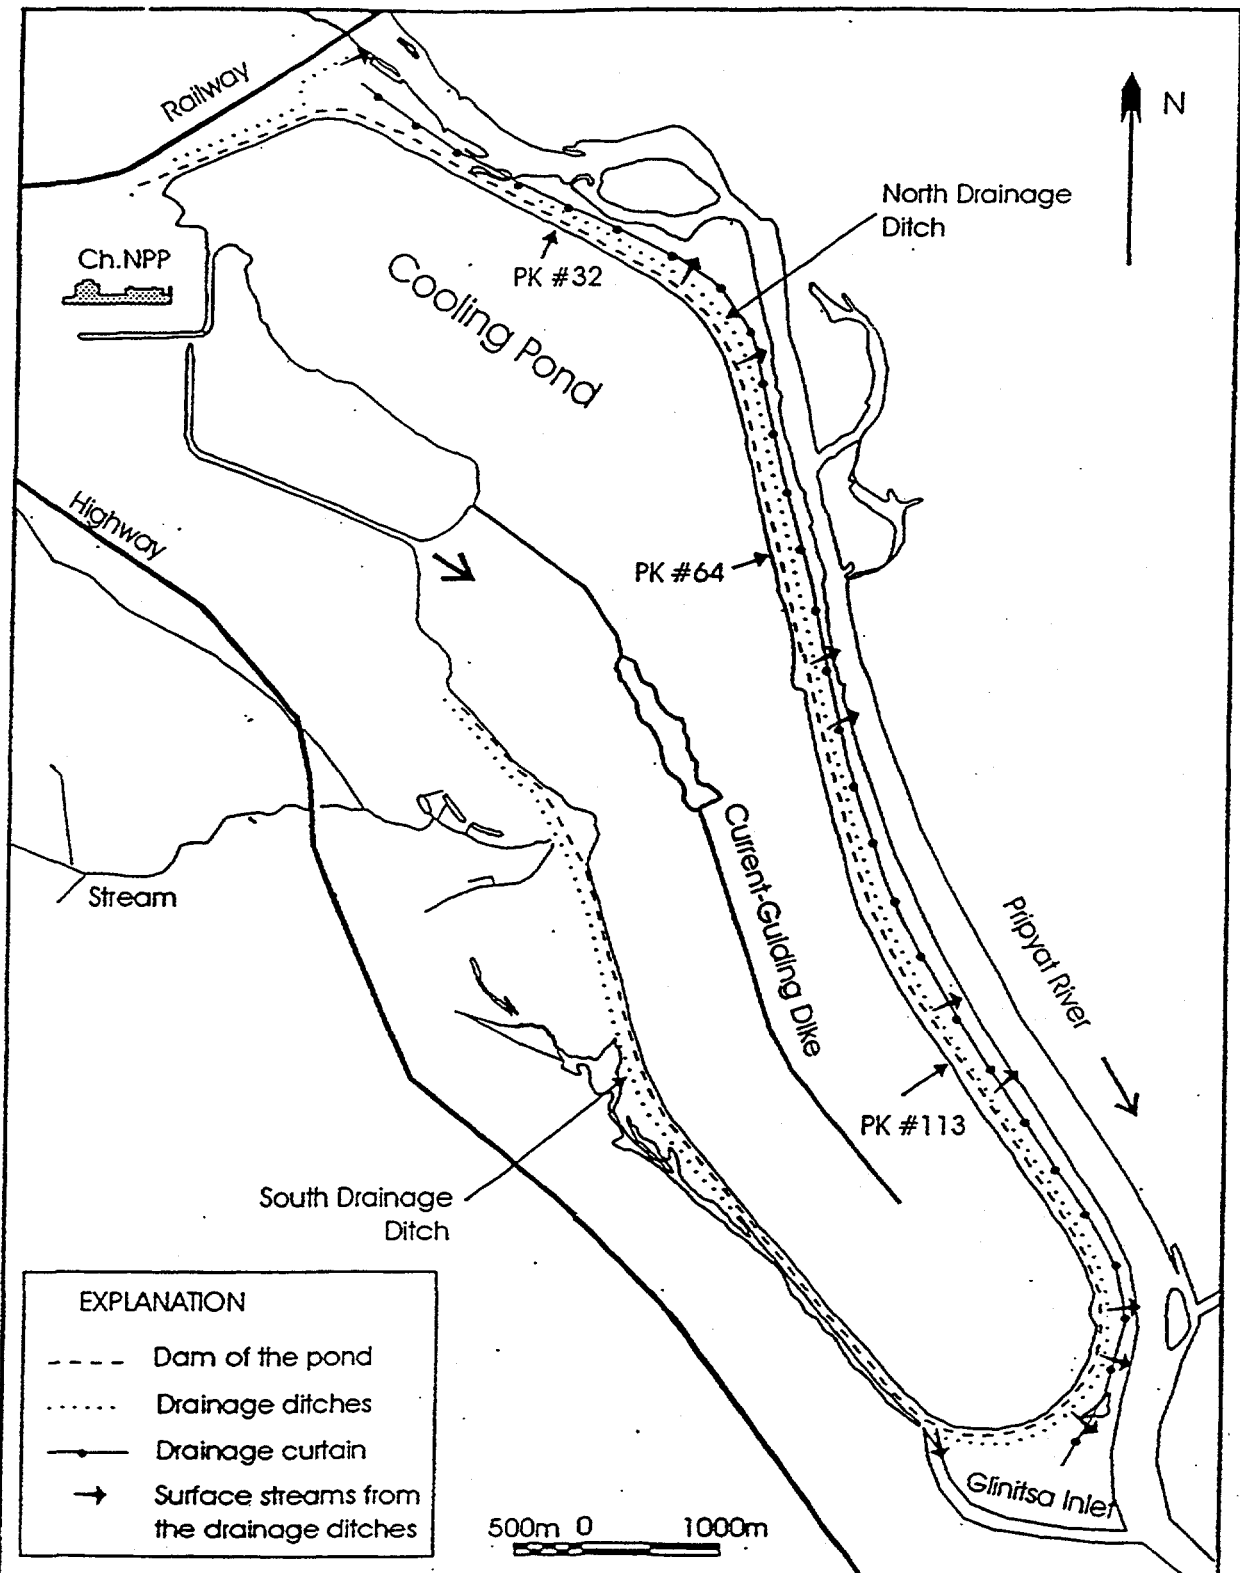 Railway
N
North Drainage
Ditch
Ch.NPP
PK #32
Cooling Pond
Highway
PK #64
Stream
Current-Guiding Dike
Pripyat River
PK #113
South Drainage
Ditch
EXPLANATION
Dam of the pond
Drainage ditches
Drainage curtain
Surface streams from
the drainage ditches
Glinitsa Inlet
500m 0 1000m